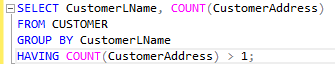 SELECT CustomerLName, COUNT(CustomerAddress)
FROM CUSTOMER
GROUP BY CustomerLName
HAVING COUNT(CustomerAddress) > 1;